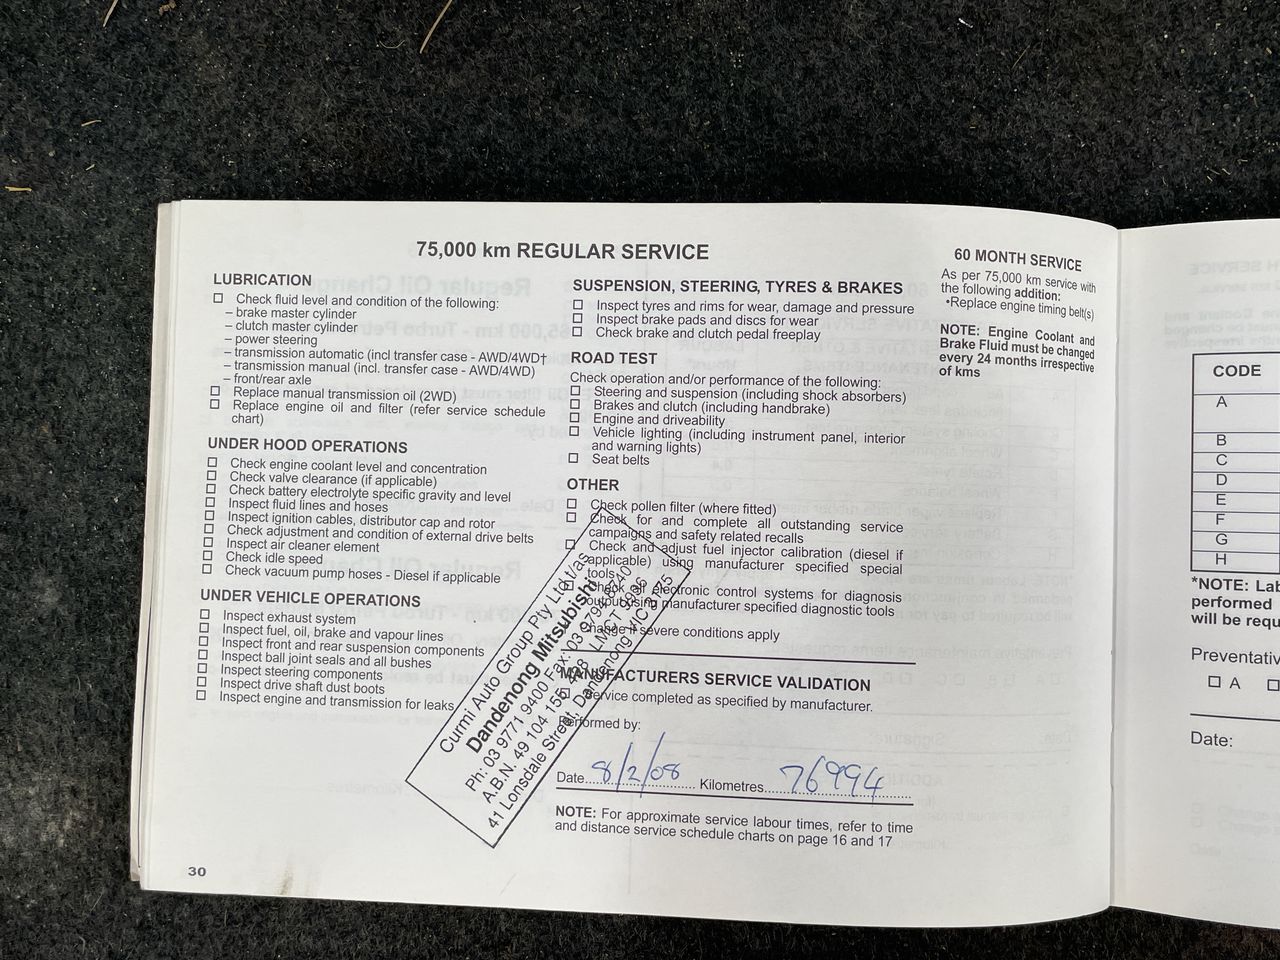 75,000 km REGULAR SERVICE
LUBRICATION
☐ Check fluid level and condition of the following:
– brake master cylinder
– clutch master cylinder
– power steering
– transmission automatic (incl transfer case - AWD/4WD†
– transmission manual (incl. transfer case - AWD/4WD)
– front/rear axle
☐ Replace manual transmission oil (2WD)
☐ Replace engine oil and filter (refer service schedule
chart)
UNDER HOOD OPERATIONS
☐ Check engine coolant level and concentration
☐ Check valve clearance (if applicable)
☐ Check battery electrolyte specific gravity and level
☐ Inspect fluid lines and hoses
☐ Inspect ignition cables, distributor cap and rotor
☐ Check adjustment and condition of external drive belts
☐ Inspect air cleaner element
☐ Check idle speed
☐ Check vacuum pump hoses - Diesel if applicable
UNDER VEHICLE OPERATIONS
☐ Inspect exhaust system
☐ Inspect fuel, oil, brake and vapour lines
☐ Inspect front and rear suspension components
☐ Inspect ball joint seals and all bushes
☐ Inspect steering components
☐ Inspect drive shaft dust boots
☐ Inspect engine and transmission for leaks
30
SUSPENSION, STEERING, TYRES & BRAKES
☐ Inspect tyres and rims for wear, damage and pressure
☐ Inspect brake pads and discs for wear
☐ Check brake and clutch pedal freeplay
ROAD TEST
Check operation and/or performance of the following:
☐ Steering and suspension (including shock absorbers)
☐ Brakes and clutch (including handbrake)
☐ Engine and driveability
☐ Vehicle lighting (including instrument panel, interior
and warning lights)
☐ Seat belts
OTHER
☐ Check pollen filter (where fitted)
☐ Check for and complete all outstanding service
campaigns and safety related recalls
☐ Check and adjust fuel injector calibration (diesel if
applicable) using manufacturer specified special
tools
Check all electronic control systems for diagnosis
output using manufacturer specified diagnostic tools
Change if severe conditions apply
MANUFACTURERS SERVICE VALIDATION
☐ Service completed as specified by manufacturer.
Performed by:
Date 8/2/08 Kilometres 76994
NOTE: For approximate service labour times, refer to time
and distance service schedule charts on page 16 and 17
Curmi Auto Group Pty Ltd t/as
Dandenong Mitsubishi
Ph: 03 9771 9400 Fax: 03
A.B.N. 49 104 155 LMCT
41 Lonsdale Street, Dandenong VIC 3175
60 MONTH SERVICE
As per 75,000 km service with
the following addition:
•Replace engine timing belt(s)
NOTE: Engine Coolant and
Brake Fluid must be changed
every 24 months irrespective
of kms
CODE
A
B
C
D
E
F
G
H
*NOTE: Lab
performed
will be requ
Preventativ
☐ A ☐
Date: